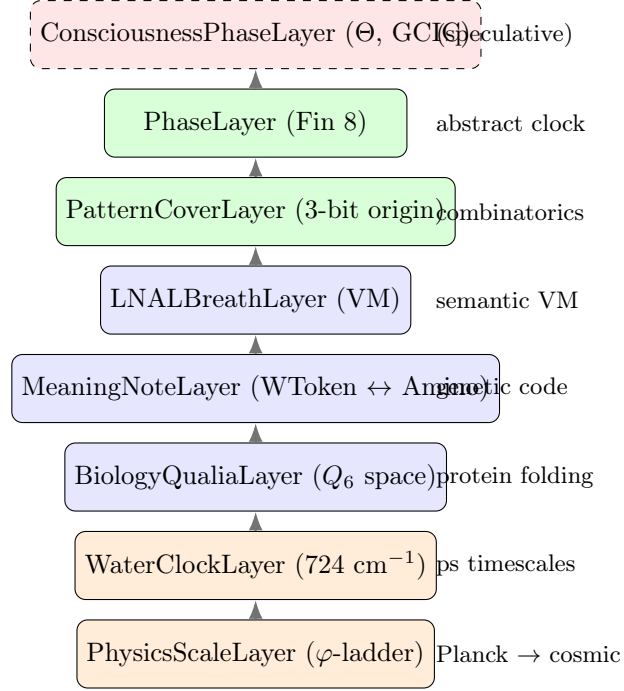 ConsciousnessPhaseLayer (Θ, GCIC) (speculative)
PhaseLayer (Fin 8) abstract clock
PatternCoverLayer (3-bit origin) combinatorics
LNALBreathLayer (VM) semantic VM
MeaningNoteLayer (WToken ↔ Amino) genetic code
BiologyQualiaLayer (Q₆ space) protein folding
WaterClockLayer (724 cm⁻¹) ps timescales
PhysicsScaleLayer (φ-ladder) Planck → cosmic